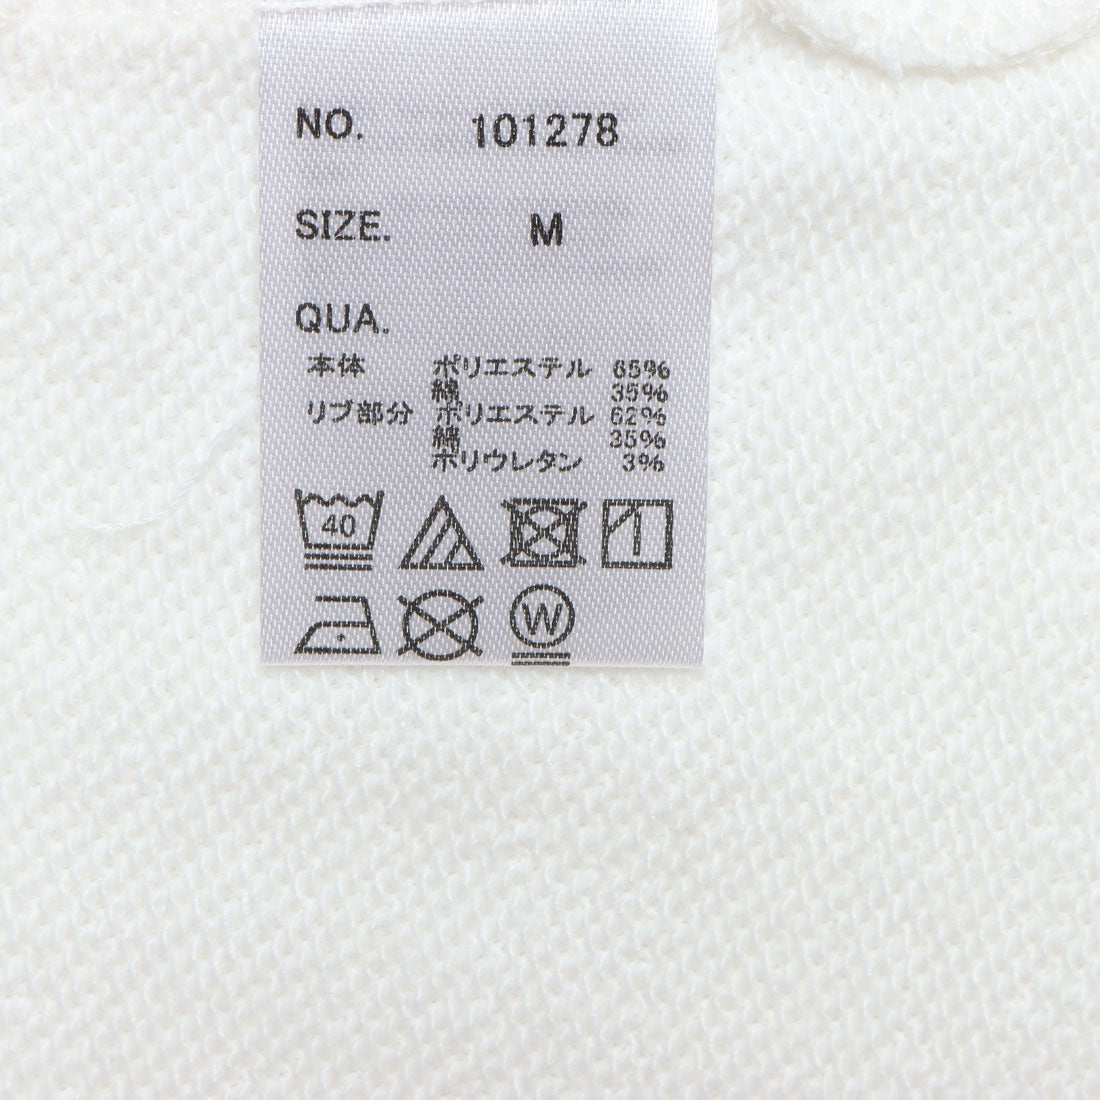 NO. 101278
SIZE. M
QUA.
本体 ポリエステル 65%
綿 35%
リブ部分 ポリエステル 62%
綿 35%
ポリウレタン 3%
40
W